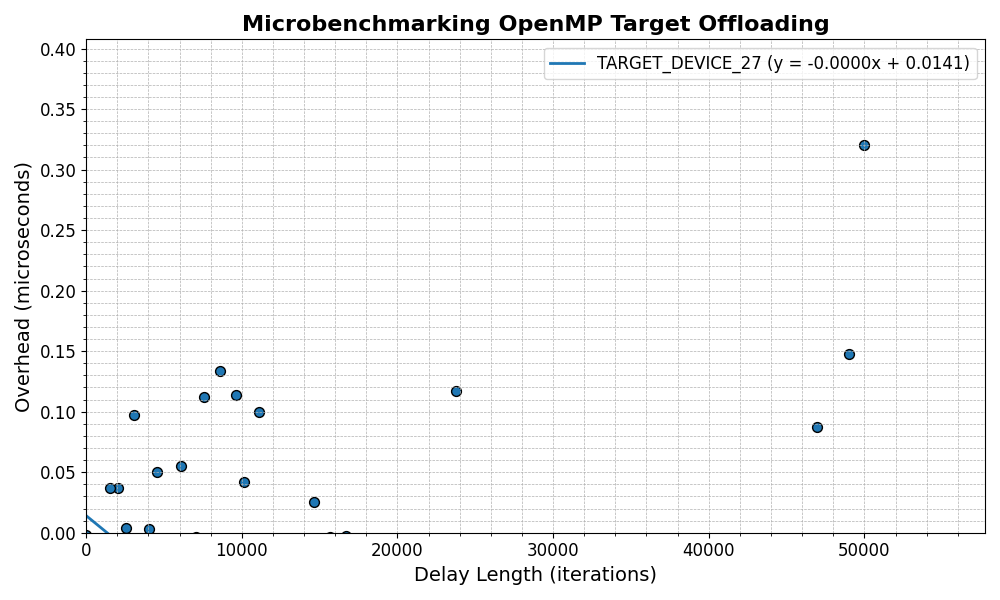 Microbenchmarking OpenMP Target Offloading
TARGET_DEVICE_27 (y = -0.0000x + 0.0141)
Overhead (microseconds)
0.40
0.35
0.30
0.25
0.20
0.15
0.10
0.05
0.00
0 10000 20000 30000 40000 50000
Delay Length (iterations)